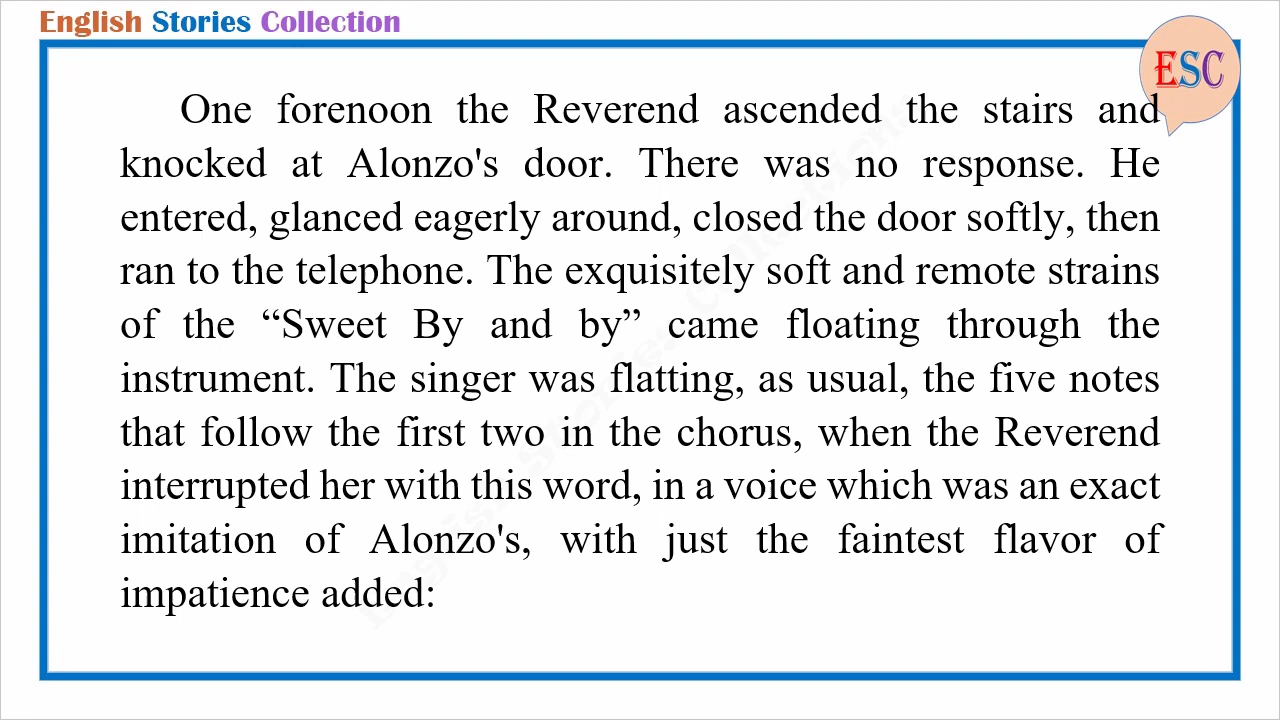 English Stories Collection
ESC
One forenoon the Reverend ascended the stairs and
knocked at Alonzo's door. There was no response. He
entered, glanced eagerly around, closed the door softly, then
ran to the telephone. The exquisitely soft and remote strains
of the “Sweet By and by” came floating through the
instrument. The singer was flatting, as usual, the five notes
that follow the first two in the chorus, when the Reverend
interrupted her with this word, in a voice which was an exact
imitation of Alonzo's, with just the faintest flavor of
impatience added:
English Stories Collections